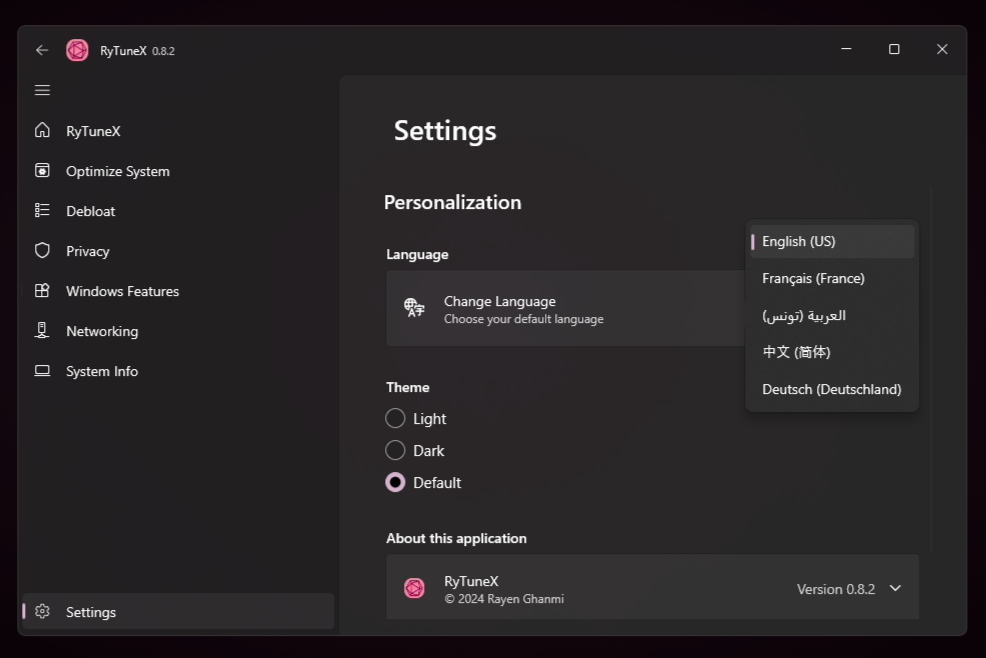 RyTuneX 0.8.2
RyTuneX
Optimize System
Debloat
Privacy
Windows Features
Networking
System Info
Settings
Settings
Personalization
Language
Change Language
Choose your default language
English (US)
Français (France)
العربية (تونس)
中文 (简体)
Deutsch (Deutschland)
Theme
Light
Dark
Default
About this application
RyTuneX
© 2024 Rayen Ghanmi
Version 0.8.2